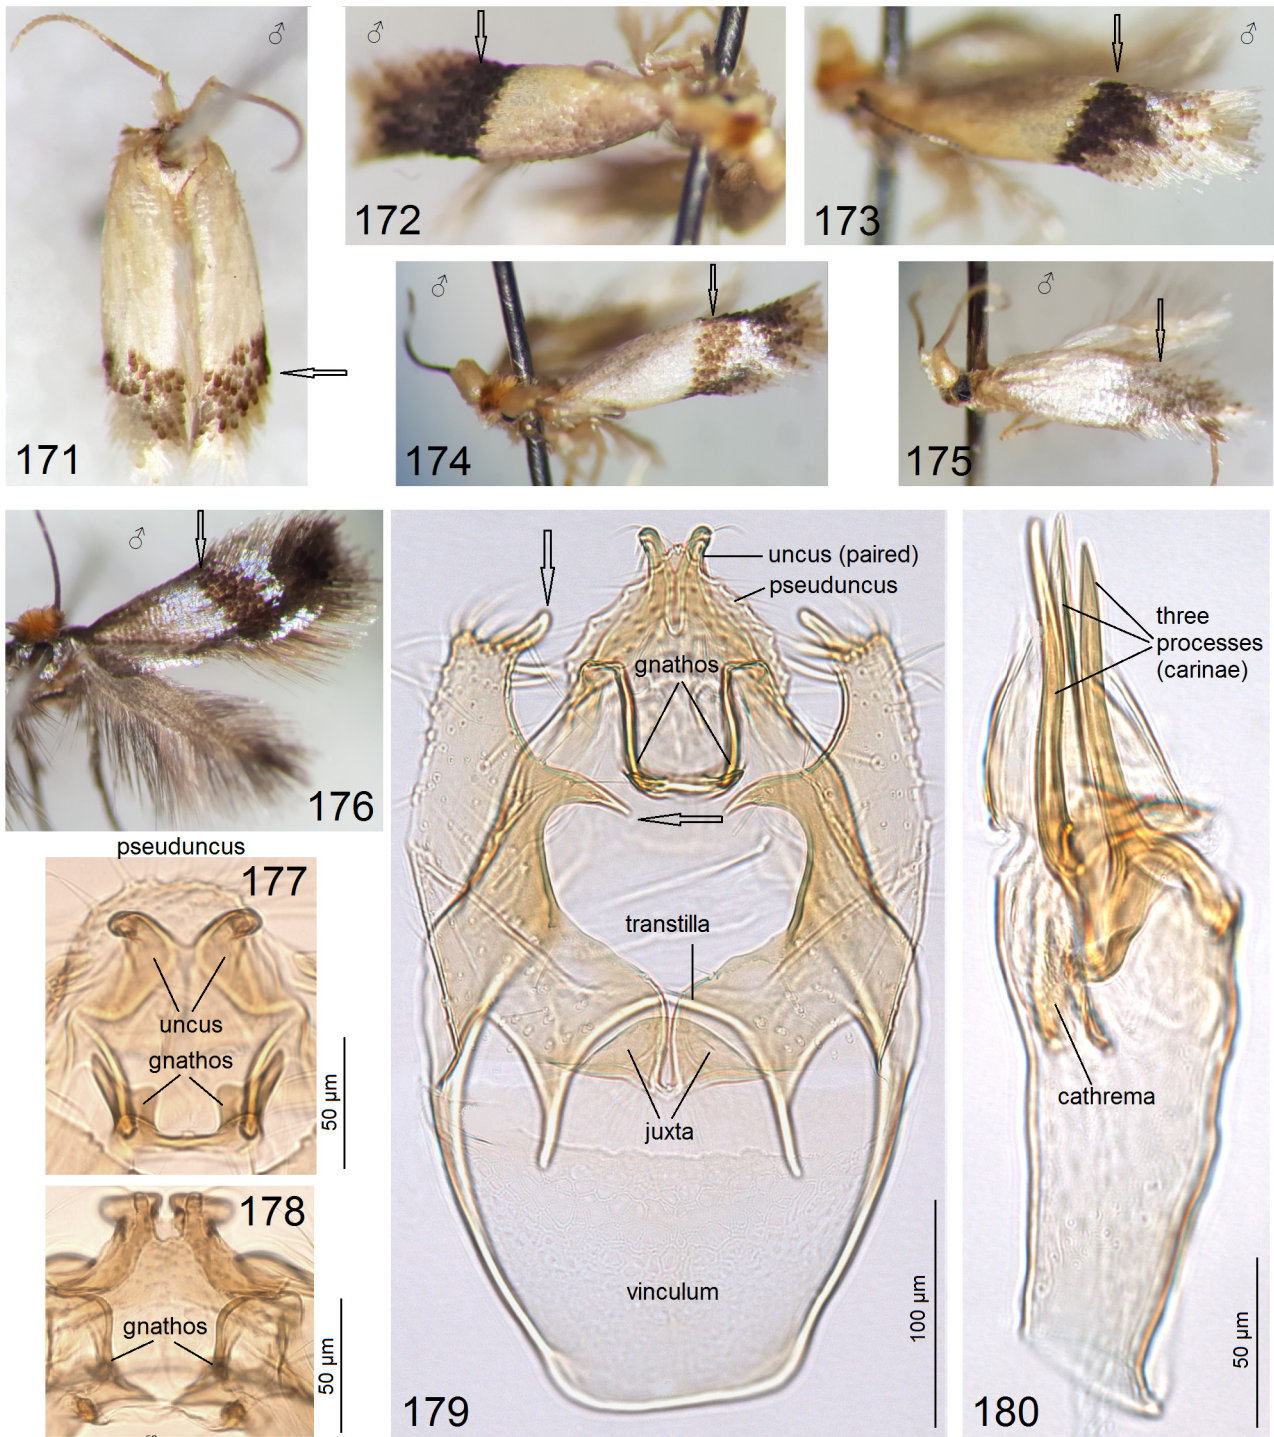 ♂
171
♂
172
♂
173
♂
174
♂
175
♂
176
pseuduncus
177
uncus
gnathos
50 µm
178
gnathos
50 µm
uncus (paired)
pseuduncus
gnathos
transtilla
juxta
vinculum
100 µm
179
three
processes
(carinae)
cathrema
50 µm
180